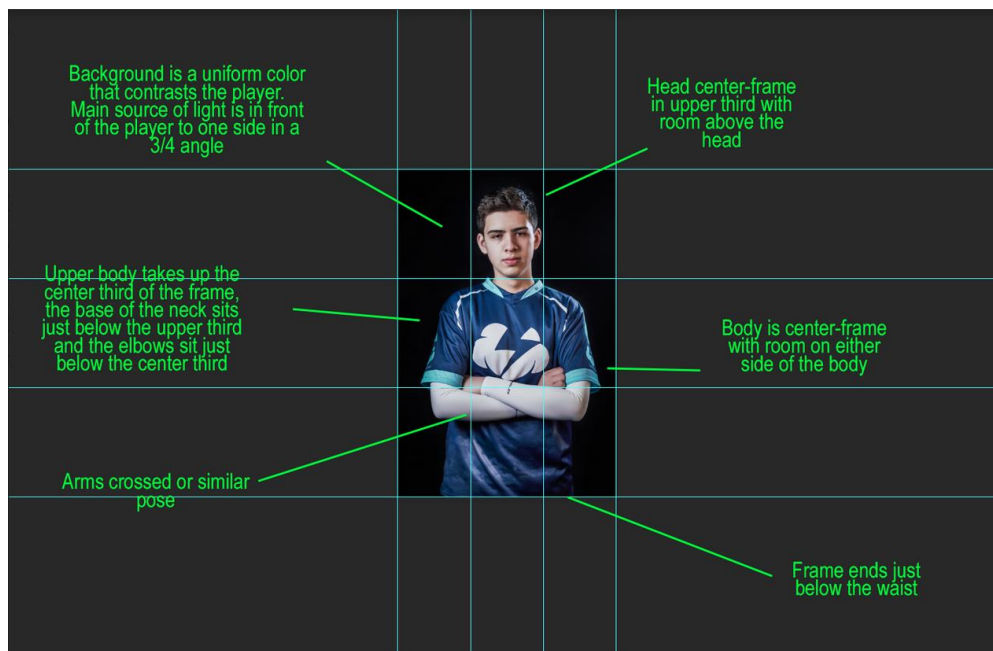 Background is a uniform color
that contrasts the player.
Main source of light is in front
of the player to one side in a
3/4 angle
Head center-frame
in upper third with
room above the
head
Upper body takes up the
center third of the frame,
the base of the neck sits
just below the upper third
and the elbows sit just
below the center third
Body is center-frame
with room on either
side of the body
Arms crossed or similar
pose
Frame ends just
below the waist